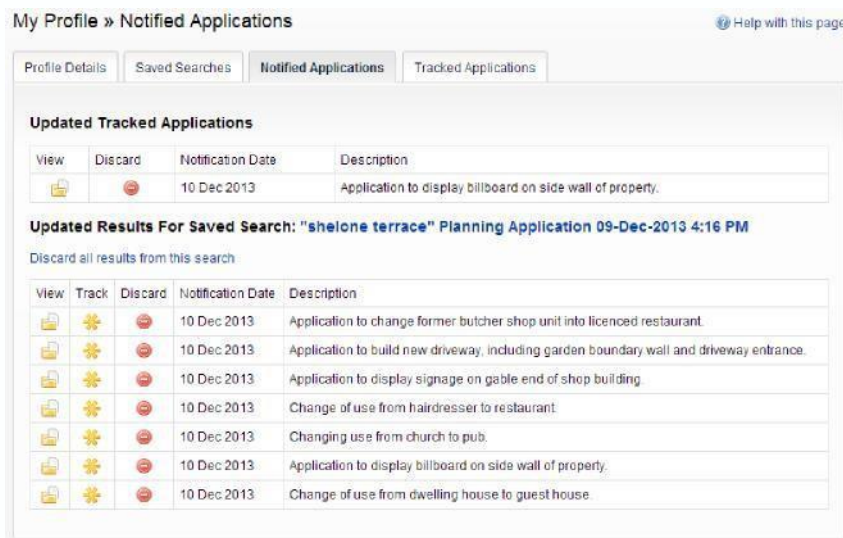 My Profile » Notified Applications
Help with this page
Profile Details Saved Searches Notified Applications Tracked Applications
Updated Tracked Applications
View Discard Notification Date Description
10 Dec 2013 Application to display billboard on side wall of property.
Updated Results For Saved Search: "shelone terrace" Planning Application 09-Dec-2013 4:16 PM
Discard all results from this search
View Track Discard Notification Date Description
10 Dec 2013 Application to change former butcher shop unit into licenced restaurant.
10 Dec 2013 Application to build new driveway, including garden boundary wall and driveway entrance.
10 Dec 2013 Application to display signage on gable end of shop building.
10 Dec 2013 Change of use from hairdresser to restaurant.
10 Dec 2013 Changing use from church to pub.
10 Dec 2013 Application to display billboard on side wall of property.
10 Dec 2013 Change of use from dwelling house to guest house.